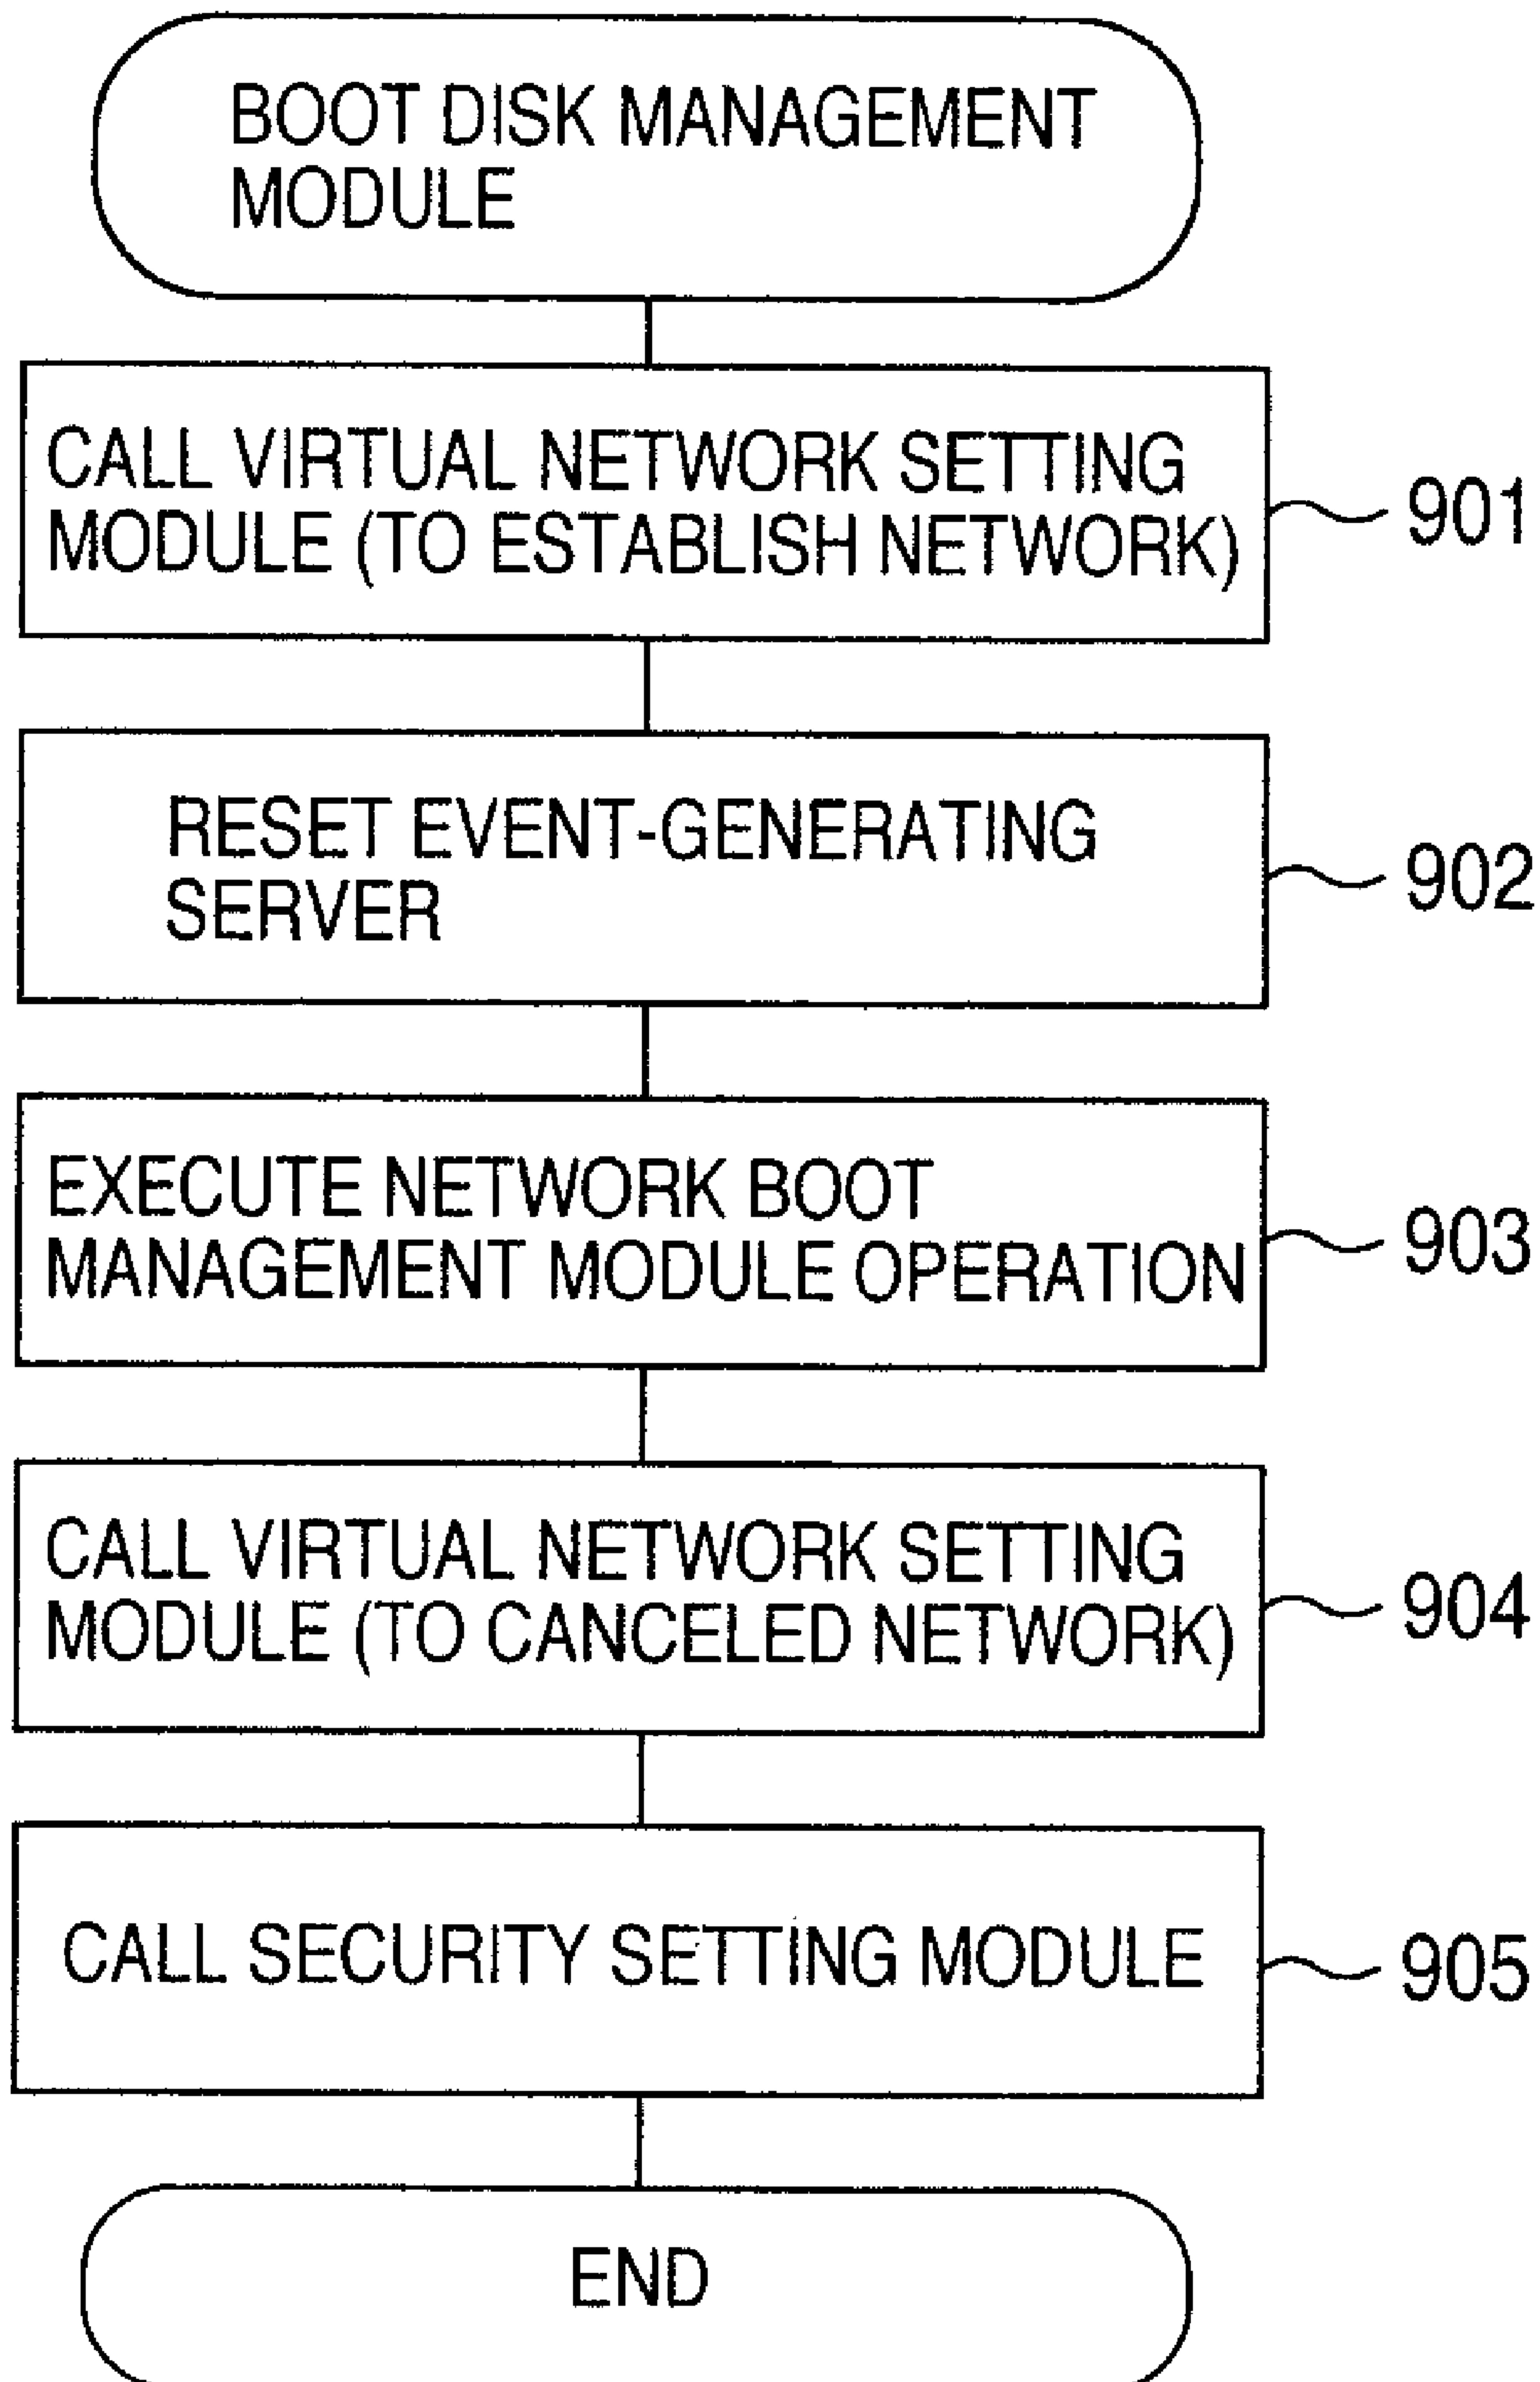 BOOT DISK MANAGEMENT
MODULE
CALL VIRTUAL NETWORK SETTING
MODULE (TO ESTABLISH NETWORK)
901
RESET EVENT-GENERATING
SERVER
902
EXECUTE NETWORK BOOT
MANAGEMENT MODULE OPERATION
903
CALL VIRTUAL NETWORK SETTING
MODULE (TO CANCELED NETWORK)
904
CALL SECURITY SETTING MODULE
905
END